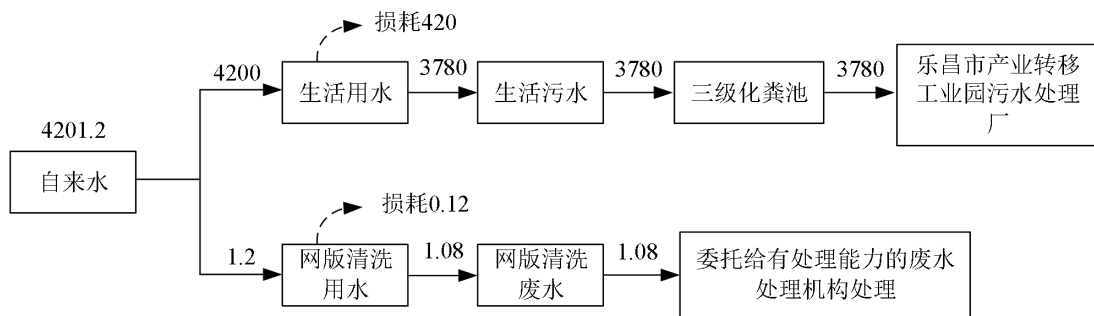 损耗420
4200
生活用水
3780
生活污水
3780
三级化粪池
3780
乐昌市产业转移
工业园污水处理
厂
4201.2
自来水
损耗0.12
1.2
网版清洗
用水
1.08
网版清洗
废水
1.08
委托给有处理能力的废水
处理机构处理